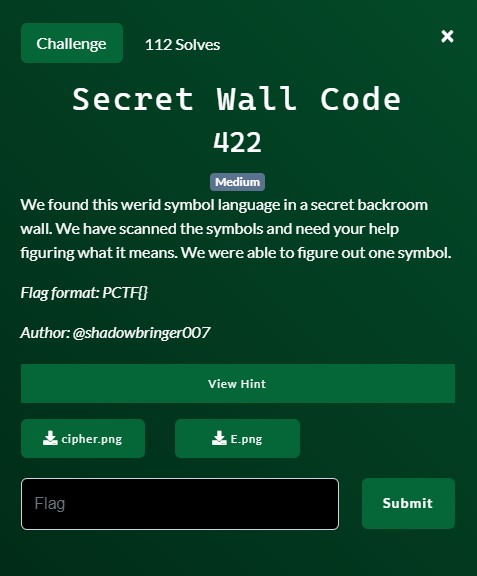 Challenge
112 Solves
×
Secret Wall Code
422
Medium
We found this werid symbol language in a secret backroom
wall. We have scanned the symbols and need your help
figuring what it means. We were able to figure out one symbol.
Flag format: PCTF{}
Author: @shadowbringer007
View Hint
cipher.png
E.png
Flag
Submit